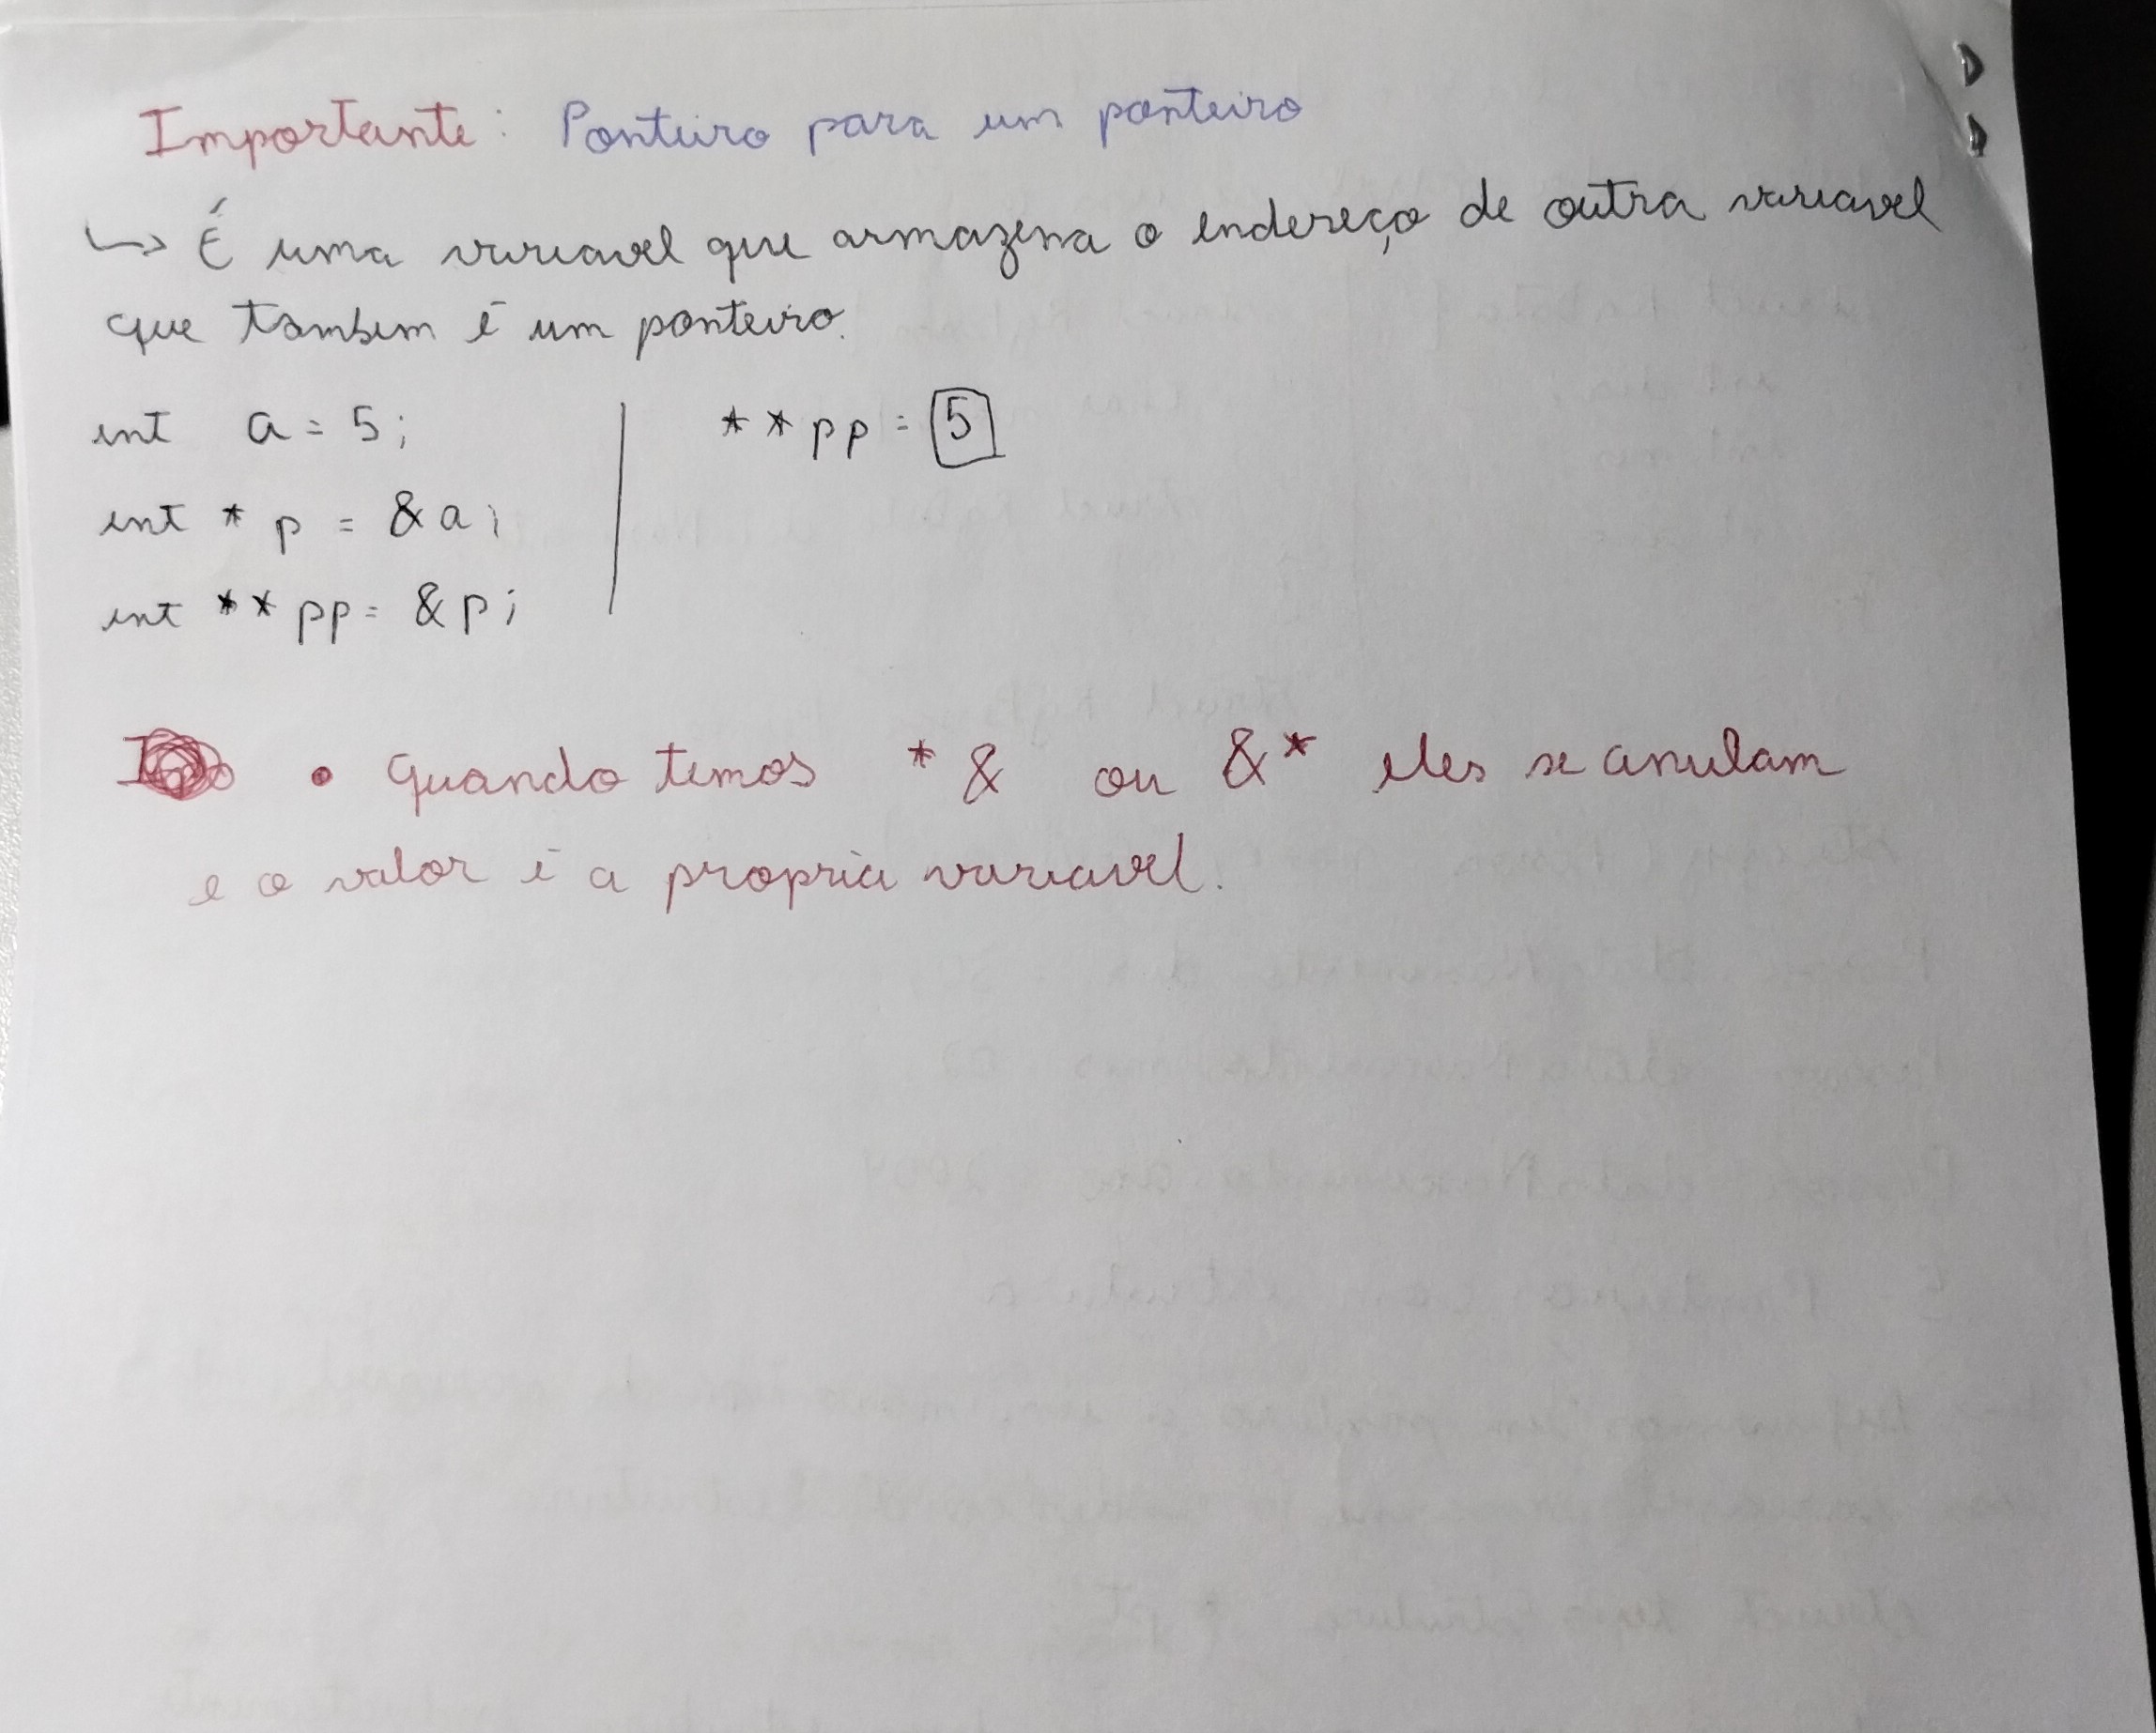 Importante: Ponteiro para um ponteiro
↳ É uma variavel que armazena o endereço de outra variavel
que tambem é um ponteiro.
int a = 5; | **pp = 5
int * p = &a;
int **pp = &p;
• Quando temos *& ou &* eles se anulam
e o valor é a propria variavel.